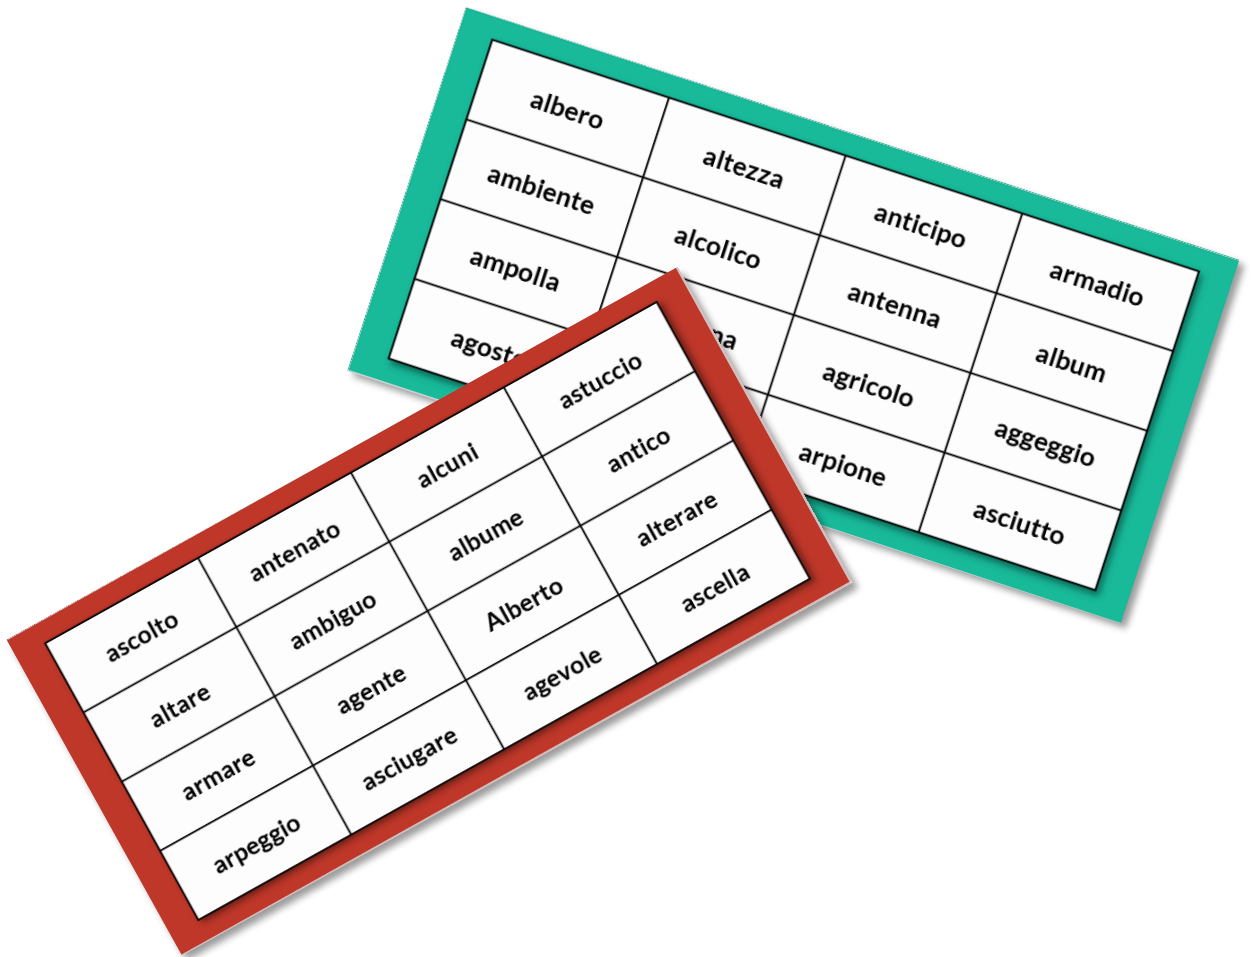 albero altezza anticipo armadio
ambiente alcolico antenna album
ampolla agricolo aggeggio
arpione asciutto
ascolto antenato alcuni astuccio
altare ambiguo albume antico
armare agente Alberto alterare
arpeggio asciugare agevole ascella